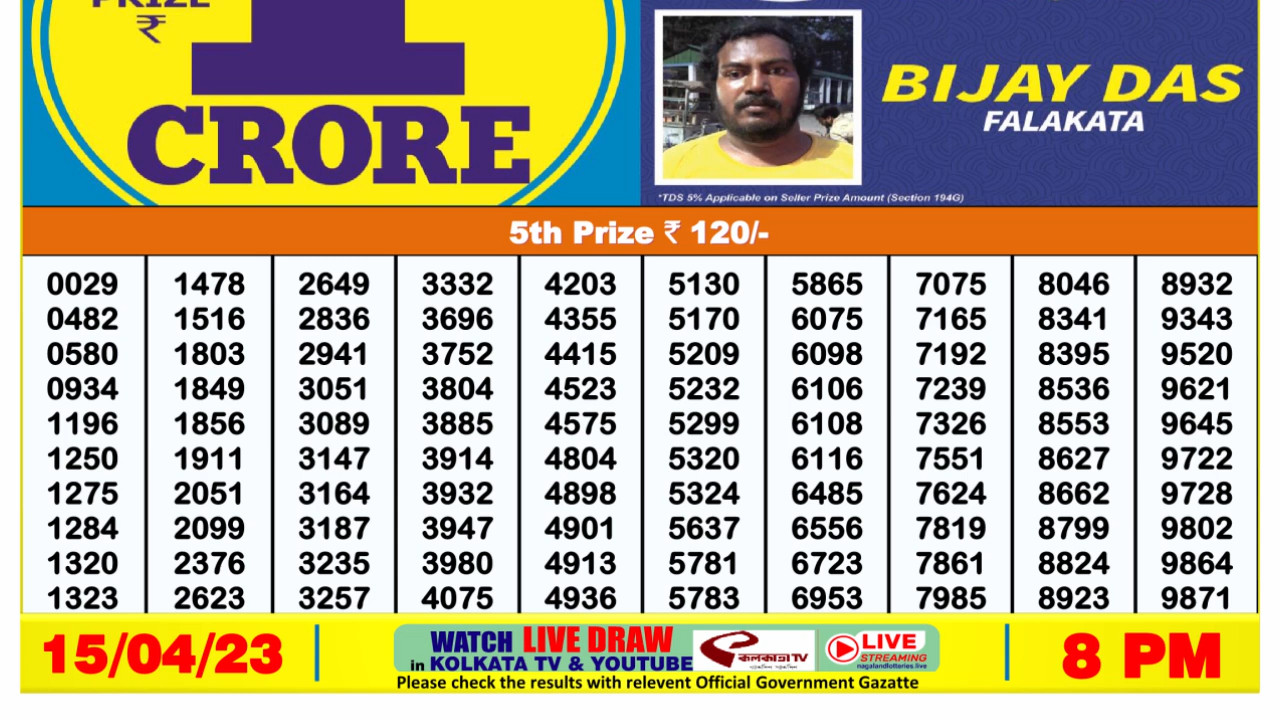 PRIZE
₹
1
CRORE
BIJAY DAS
FALAKATA
*TDS 5% Applicable on Seller Prize Amount (Section 194G)
5th Prize ₹ 120/-
0029 1478 2649 3332 4203 5130 5865 7075 8046 8932
0482 1516 2836 3696 4355 5170 6075 7165 8341 9343
0580 1803 2941 3752 4415 5209 6098 7192 8395 9520
0934 1849 3051 3804 4523 5232 6106 7239 8536 9621
1196 1856 3089 3885 4575 5299 6108 7326 8553 9645
1250 1911 3147 3914 4804 5320 6116 7551 8627 9722
1275 2051 3164 3932 4898 5324 6485 7624 8662 9728
1284 2099 3187 3947 4901 5637 6556 7819 8799 9802
1320 2376 3235 3980 4913 5781 6723 7861 8824 9864
1323 2623 3257 4075 4936 5783 6953 7985 8923 9871
15/04/23
WATCH LIVE DRAW
in KOLKATA TV & YOUTUBE
কলকাতা TV
LIVE
STREAMING
nagalandlotteries.live
8 PM
Please check the results with relevent Official Government Gazatte